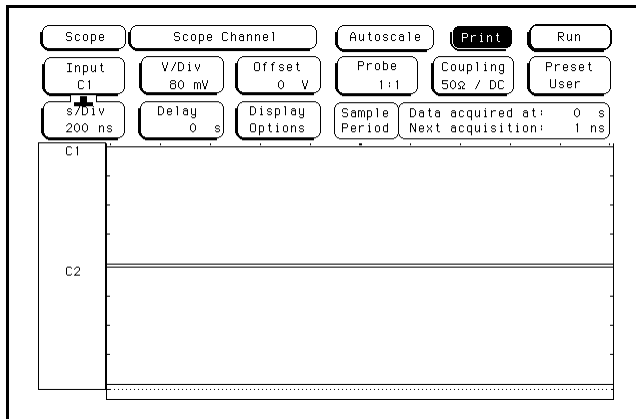 Scope Scope Channel Autoscale Print Run
Input V/Div Offset Probe Coupling Preset
C1 80 mV 0 V 1:1 50Ω / DC User
s/Div Delay Display Sample Data acquired at: 0 s
200 ns 0 s Options Period Next acquisition: 1 ns
C1
C2